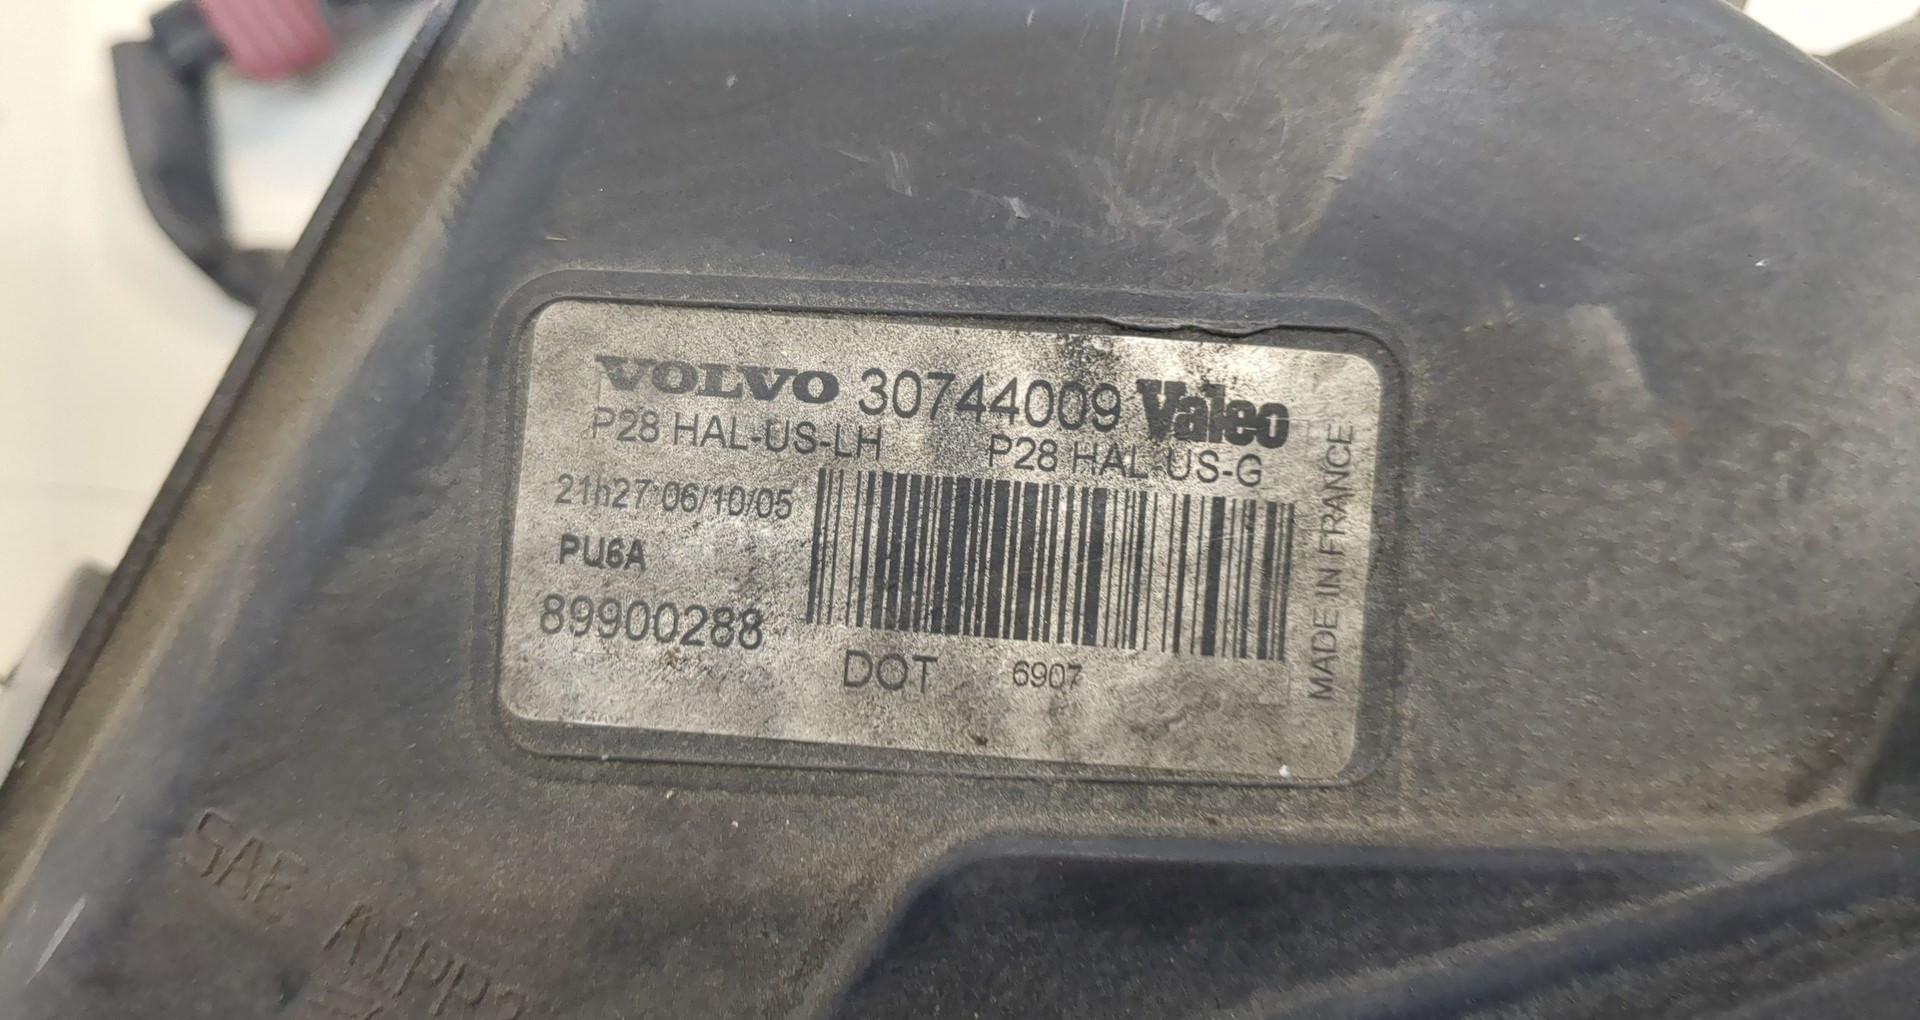 VOLVO 30744009 Valeo
P28 HAL-US-LH P28 HAL-US-G
21h27 06/10/05
PU6A
89900288
DOT 6907
MADE IN FRANCE
SAE